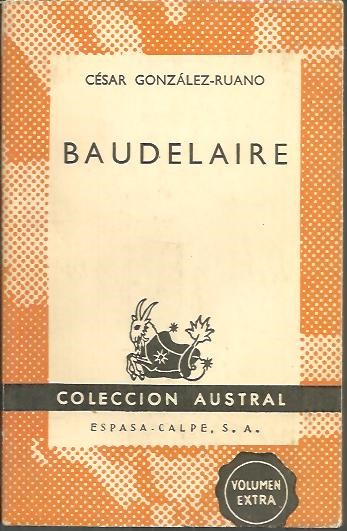 CÉSAR GONZÁLEZ-RUANO
BAUDELAIRE
COLECCION AUSTRAL
ESPASA-CALPE, S. A.
VOLUMEN
EXTRA